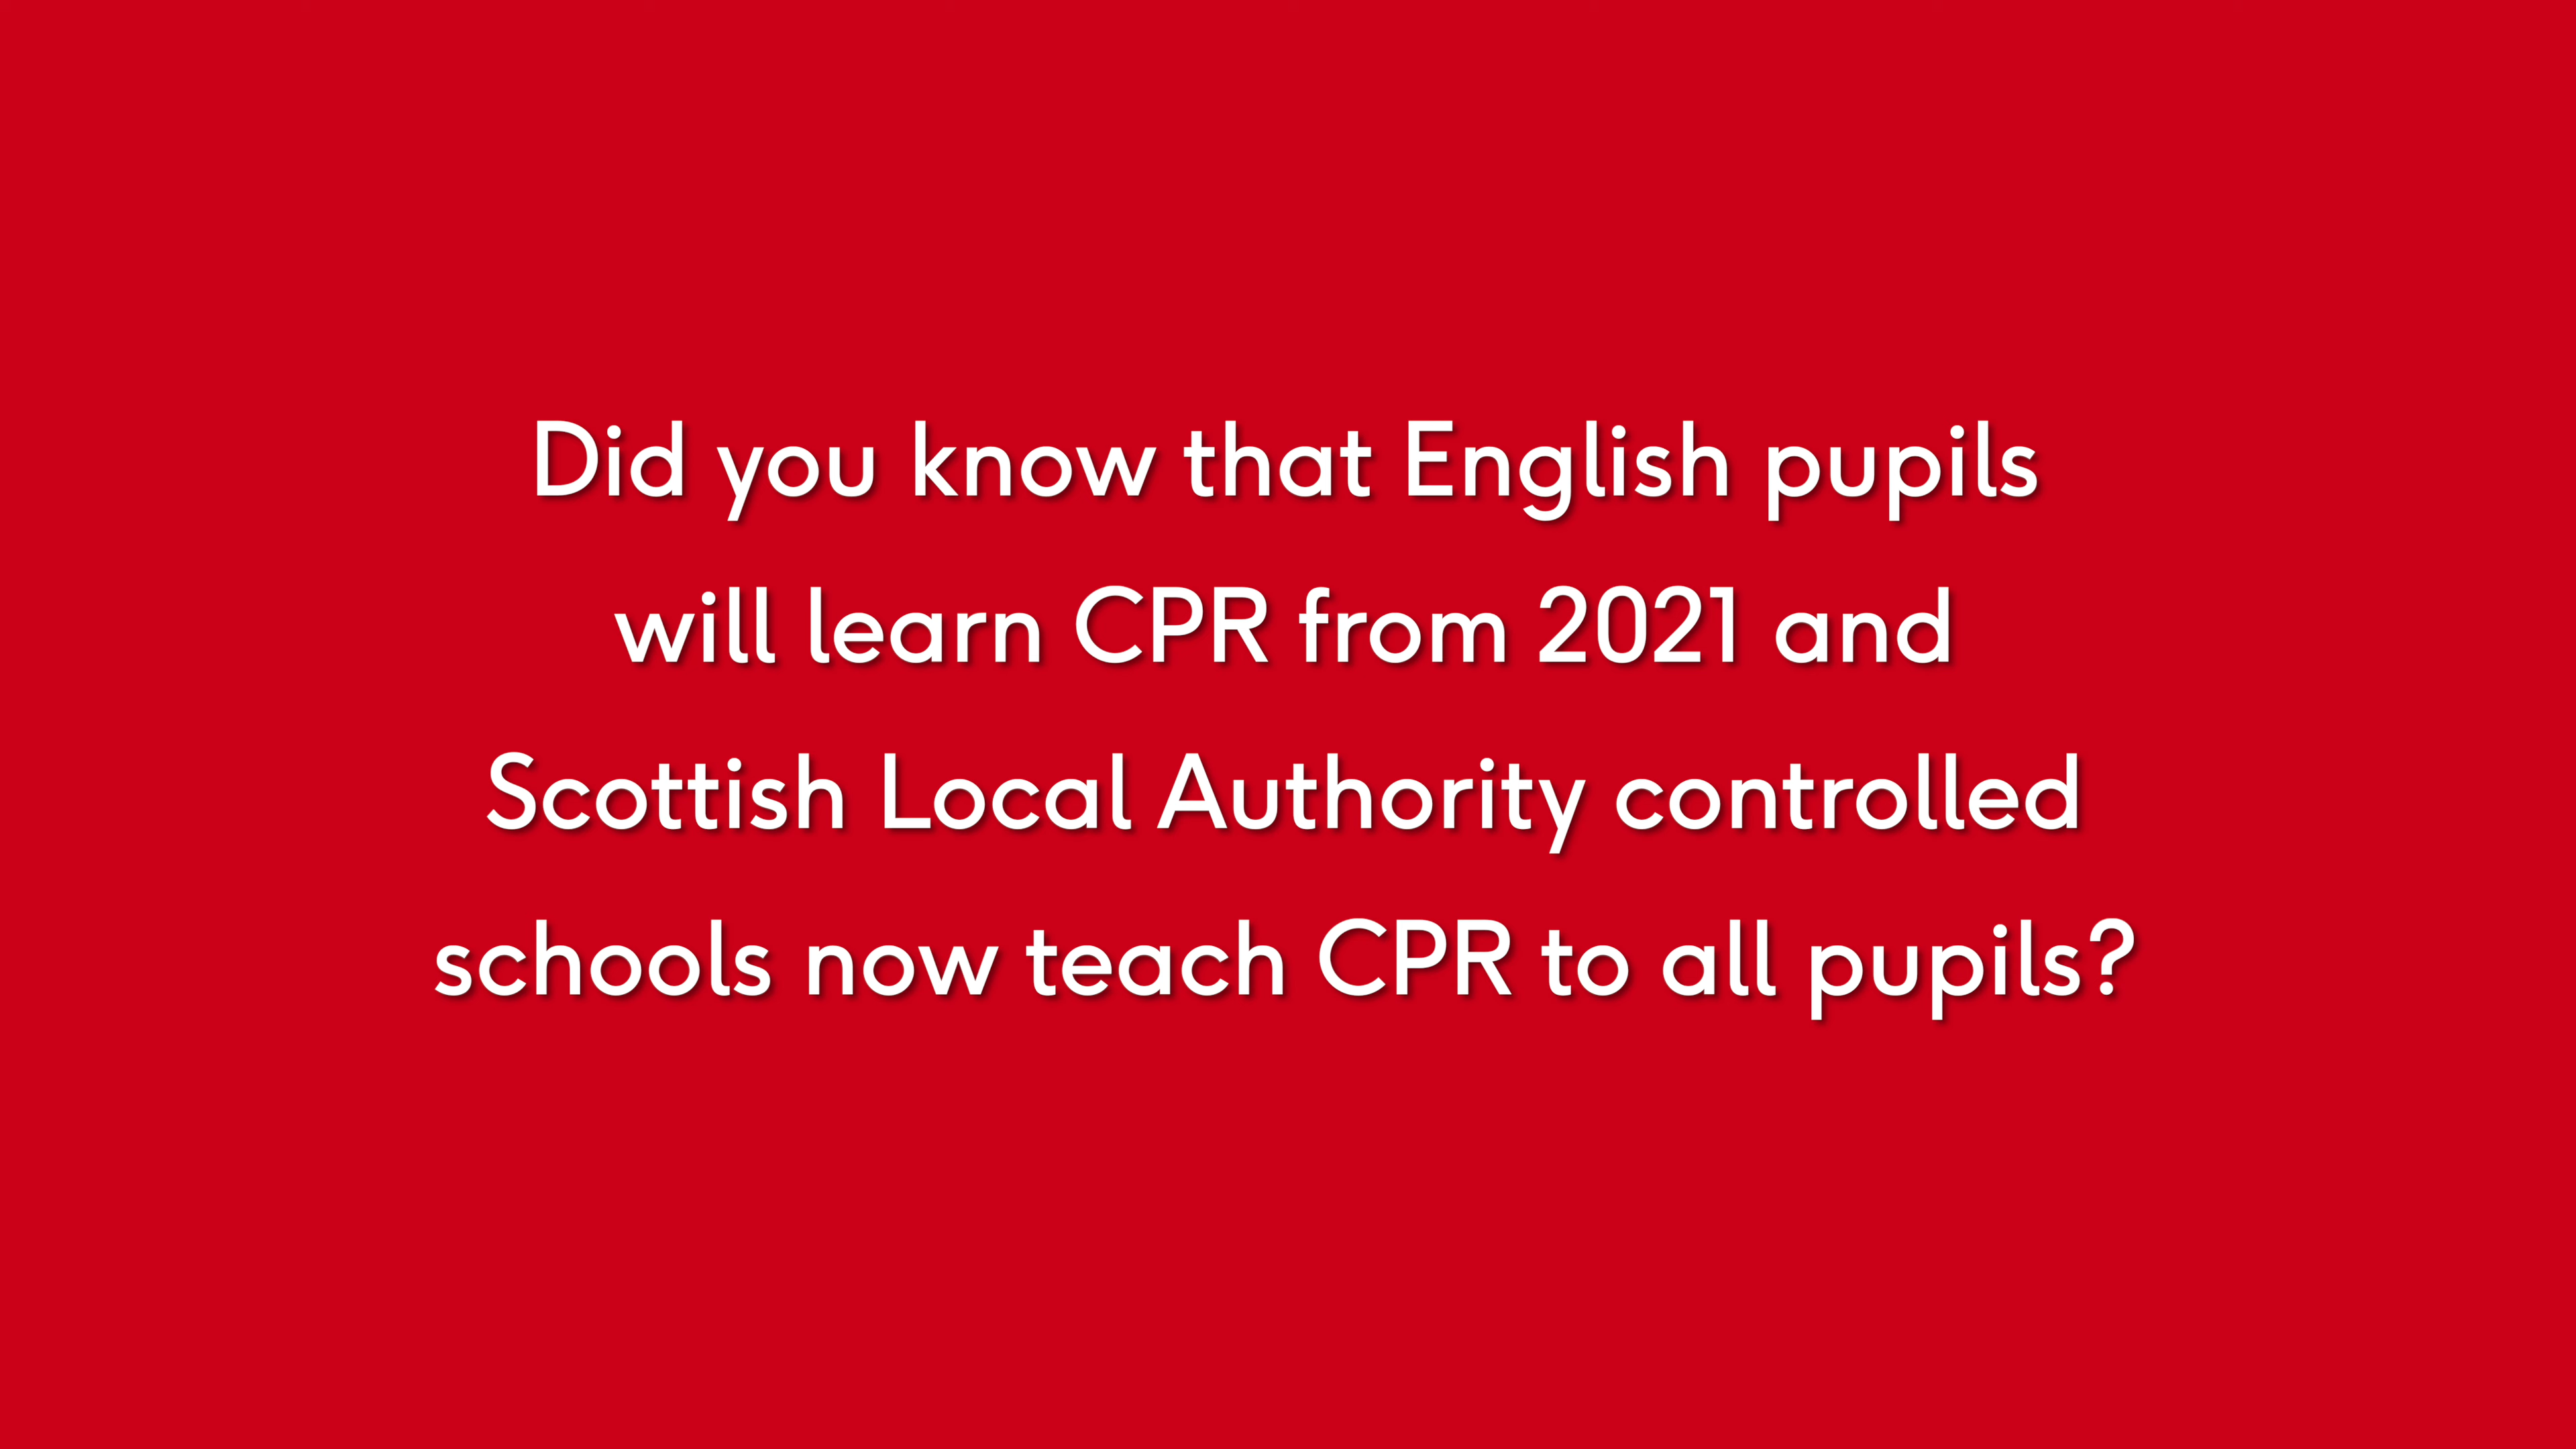 Did you know that English pupils
will learn CPR from 2021 and
Scottish Local Authority controlled
schools now teach CPR to all pupils?